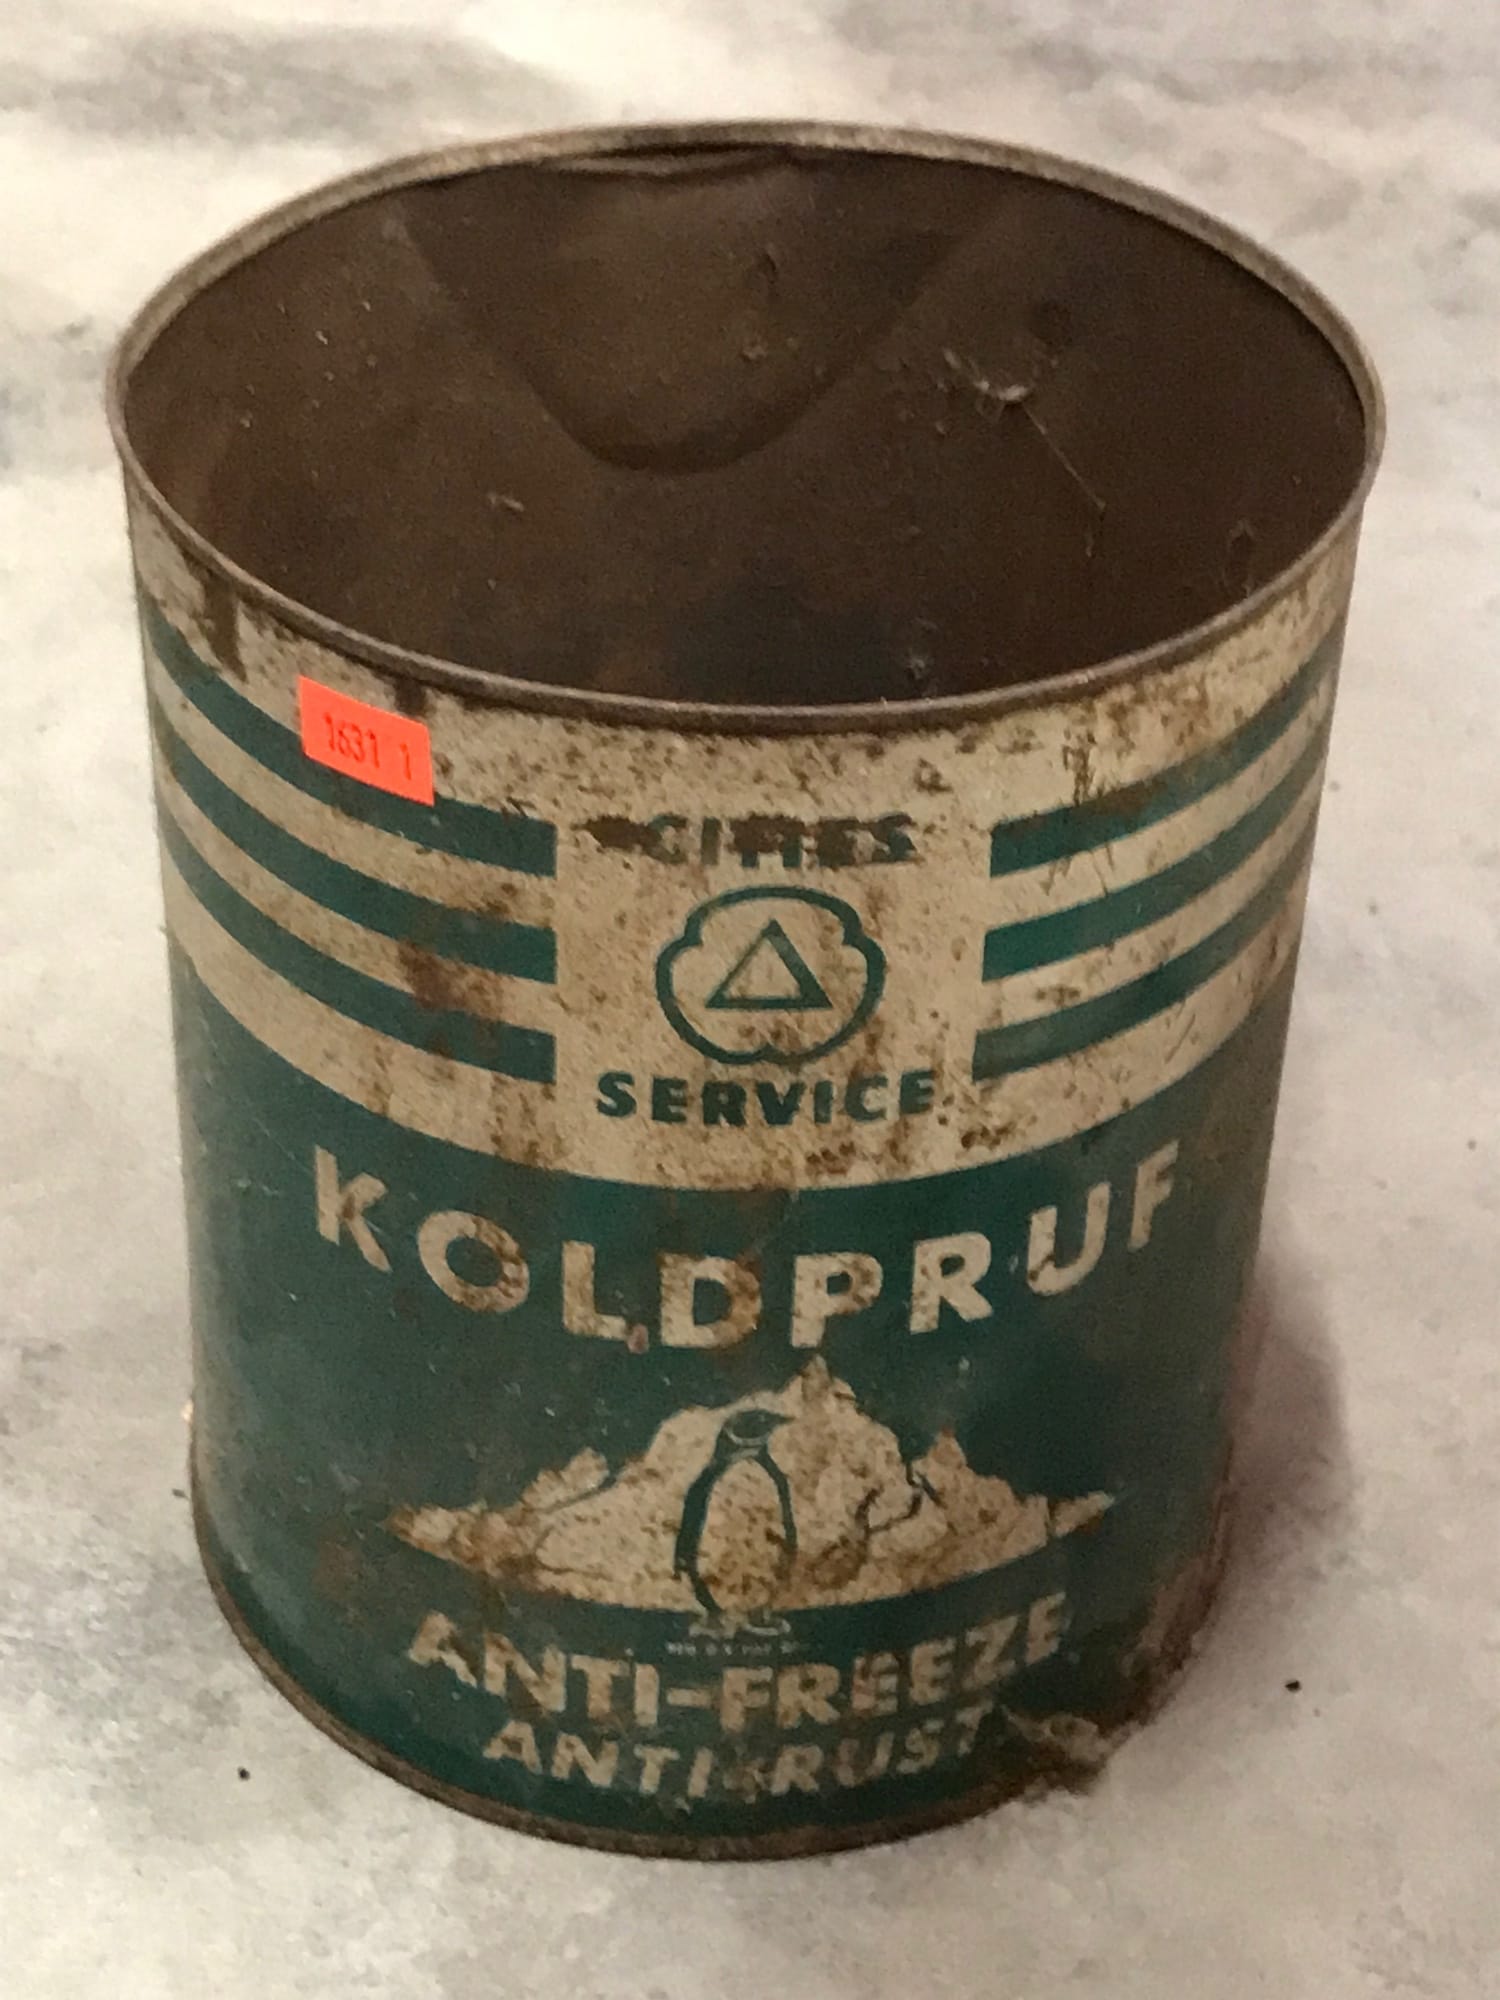 1631 1
CITIES
SERVICE
KOLDPRUF
ANTI-FREEZE
ANTI-RUST